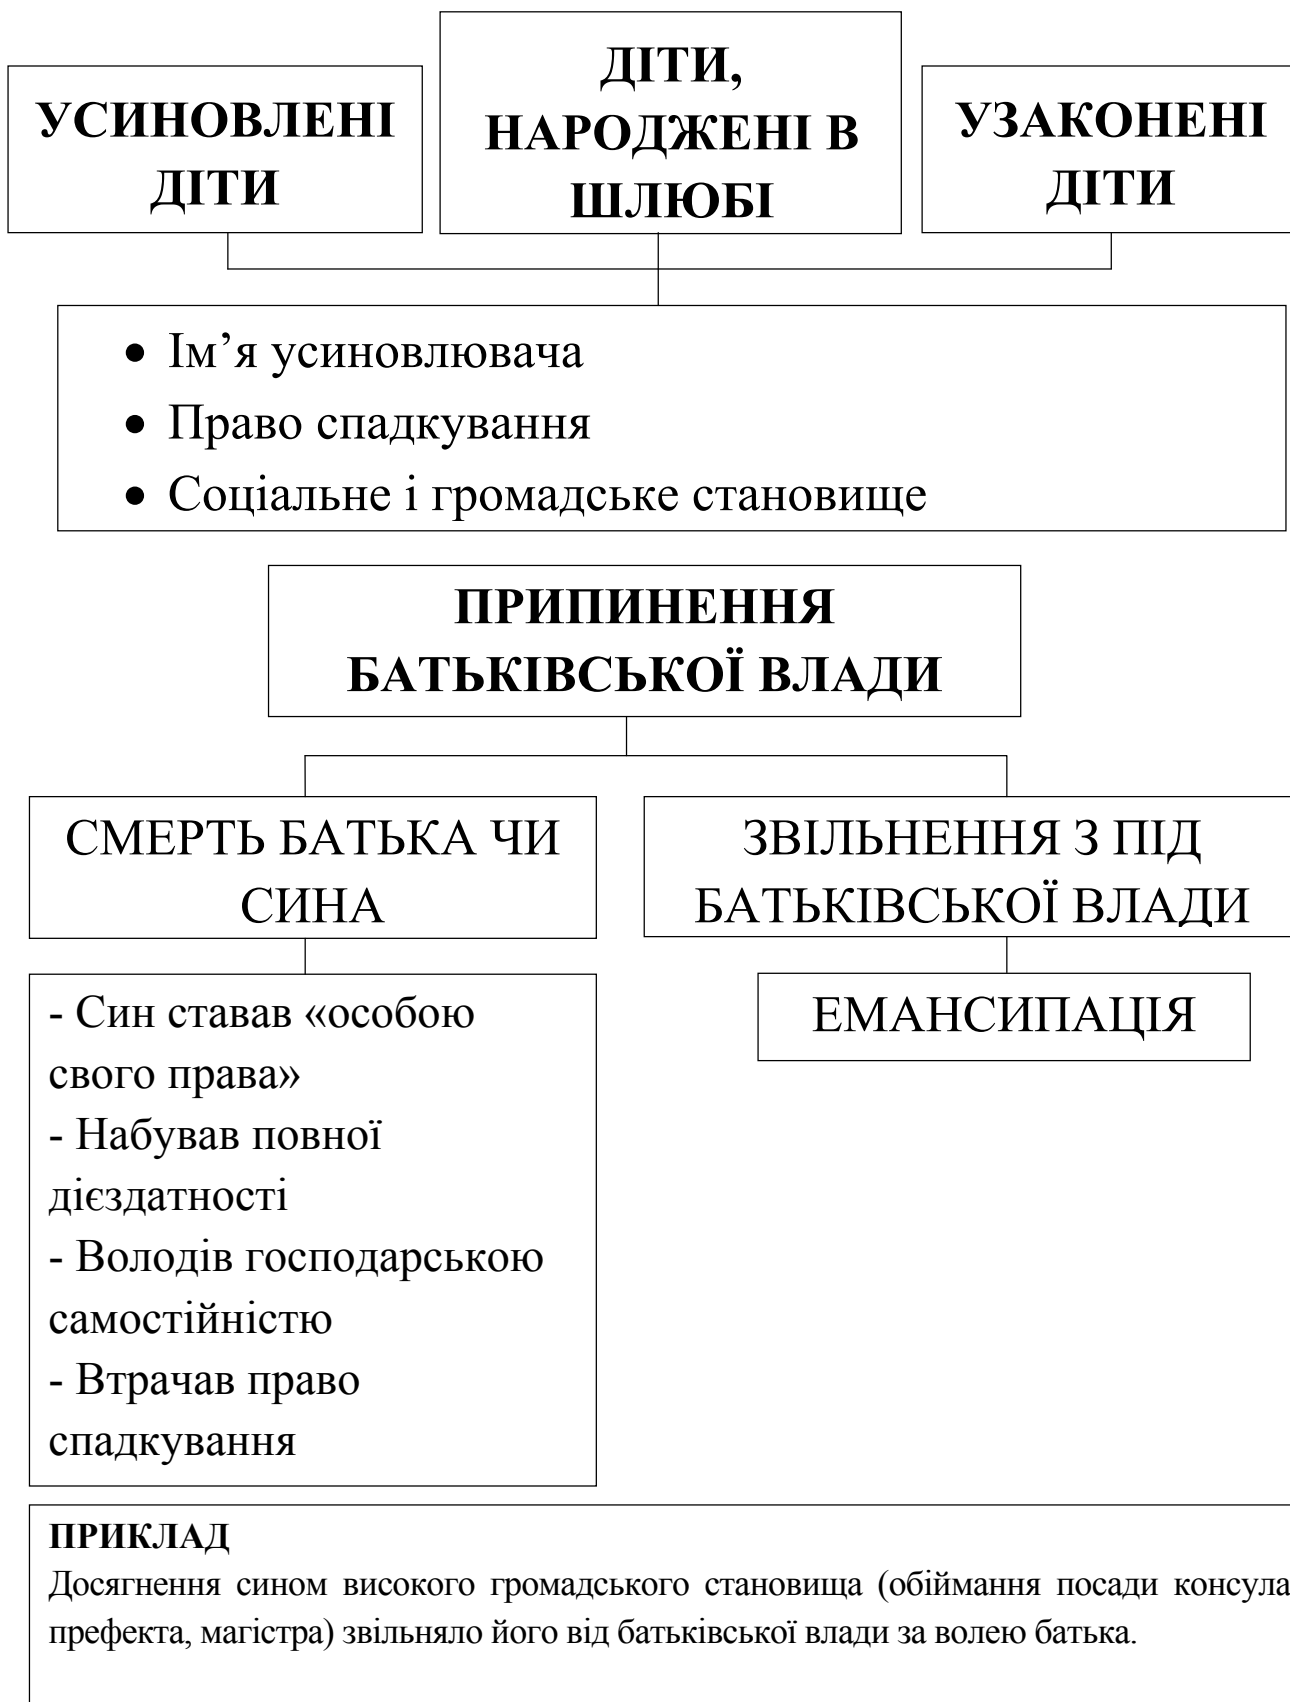 УСИНОВЛЕНІ
ДІТИ
ДІТИ,
НАРОДЖЕНІ В
ШЛЮБІ
УЗАКОНЕНІ
ДІТИ
• Ім’я усиновлювача
• Право спадкування
• Соціальне і громадське становище
ПРИПИНЕННЯ
БАТЬКІВСЬКОЇ ВЛАДИ
СМЕРТЬ БАТЬКА ЧИ
СИНА
ЗВІЛЬНЕННЯ З ПІД
БАТЬКІВСЬКОЇ ВЛАДИ
- Син ставав «особою
свого права»
- Набував повної
дієздатності
- Володів господарською
самостійністю
- Втрачав право
спадкування
ЕМАНСИПАЦІЯ
ПРИКЛАД
Досягнення сином високого громадського становища (обіймання посади консула
префекта, магістра) звільняло його від батьківської влади за волею батька.